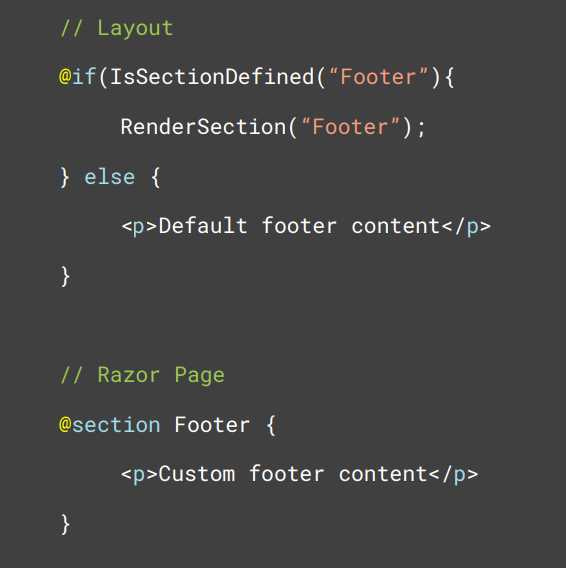 // Layout
@if(IsSectionDefined(“Footer”){
RenderSection(“Footer”);
} else {
<p>Default footer content</p>
}
// Razor Page
@section Footer {
<p>Custom footer content</p>
}